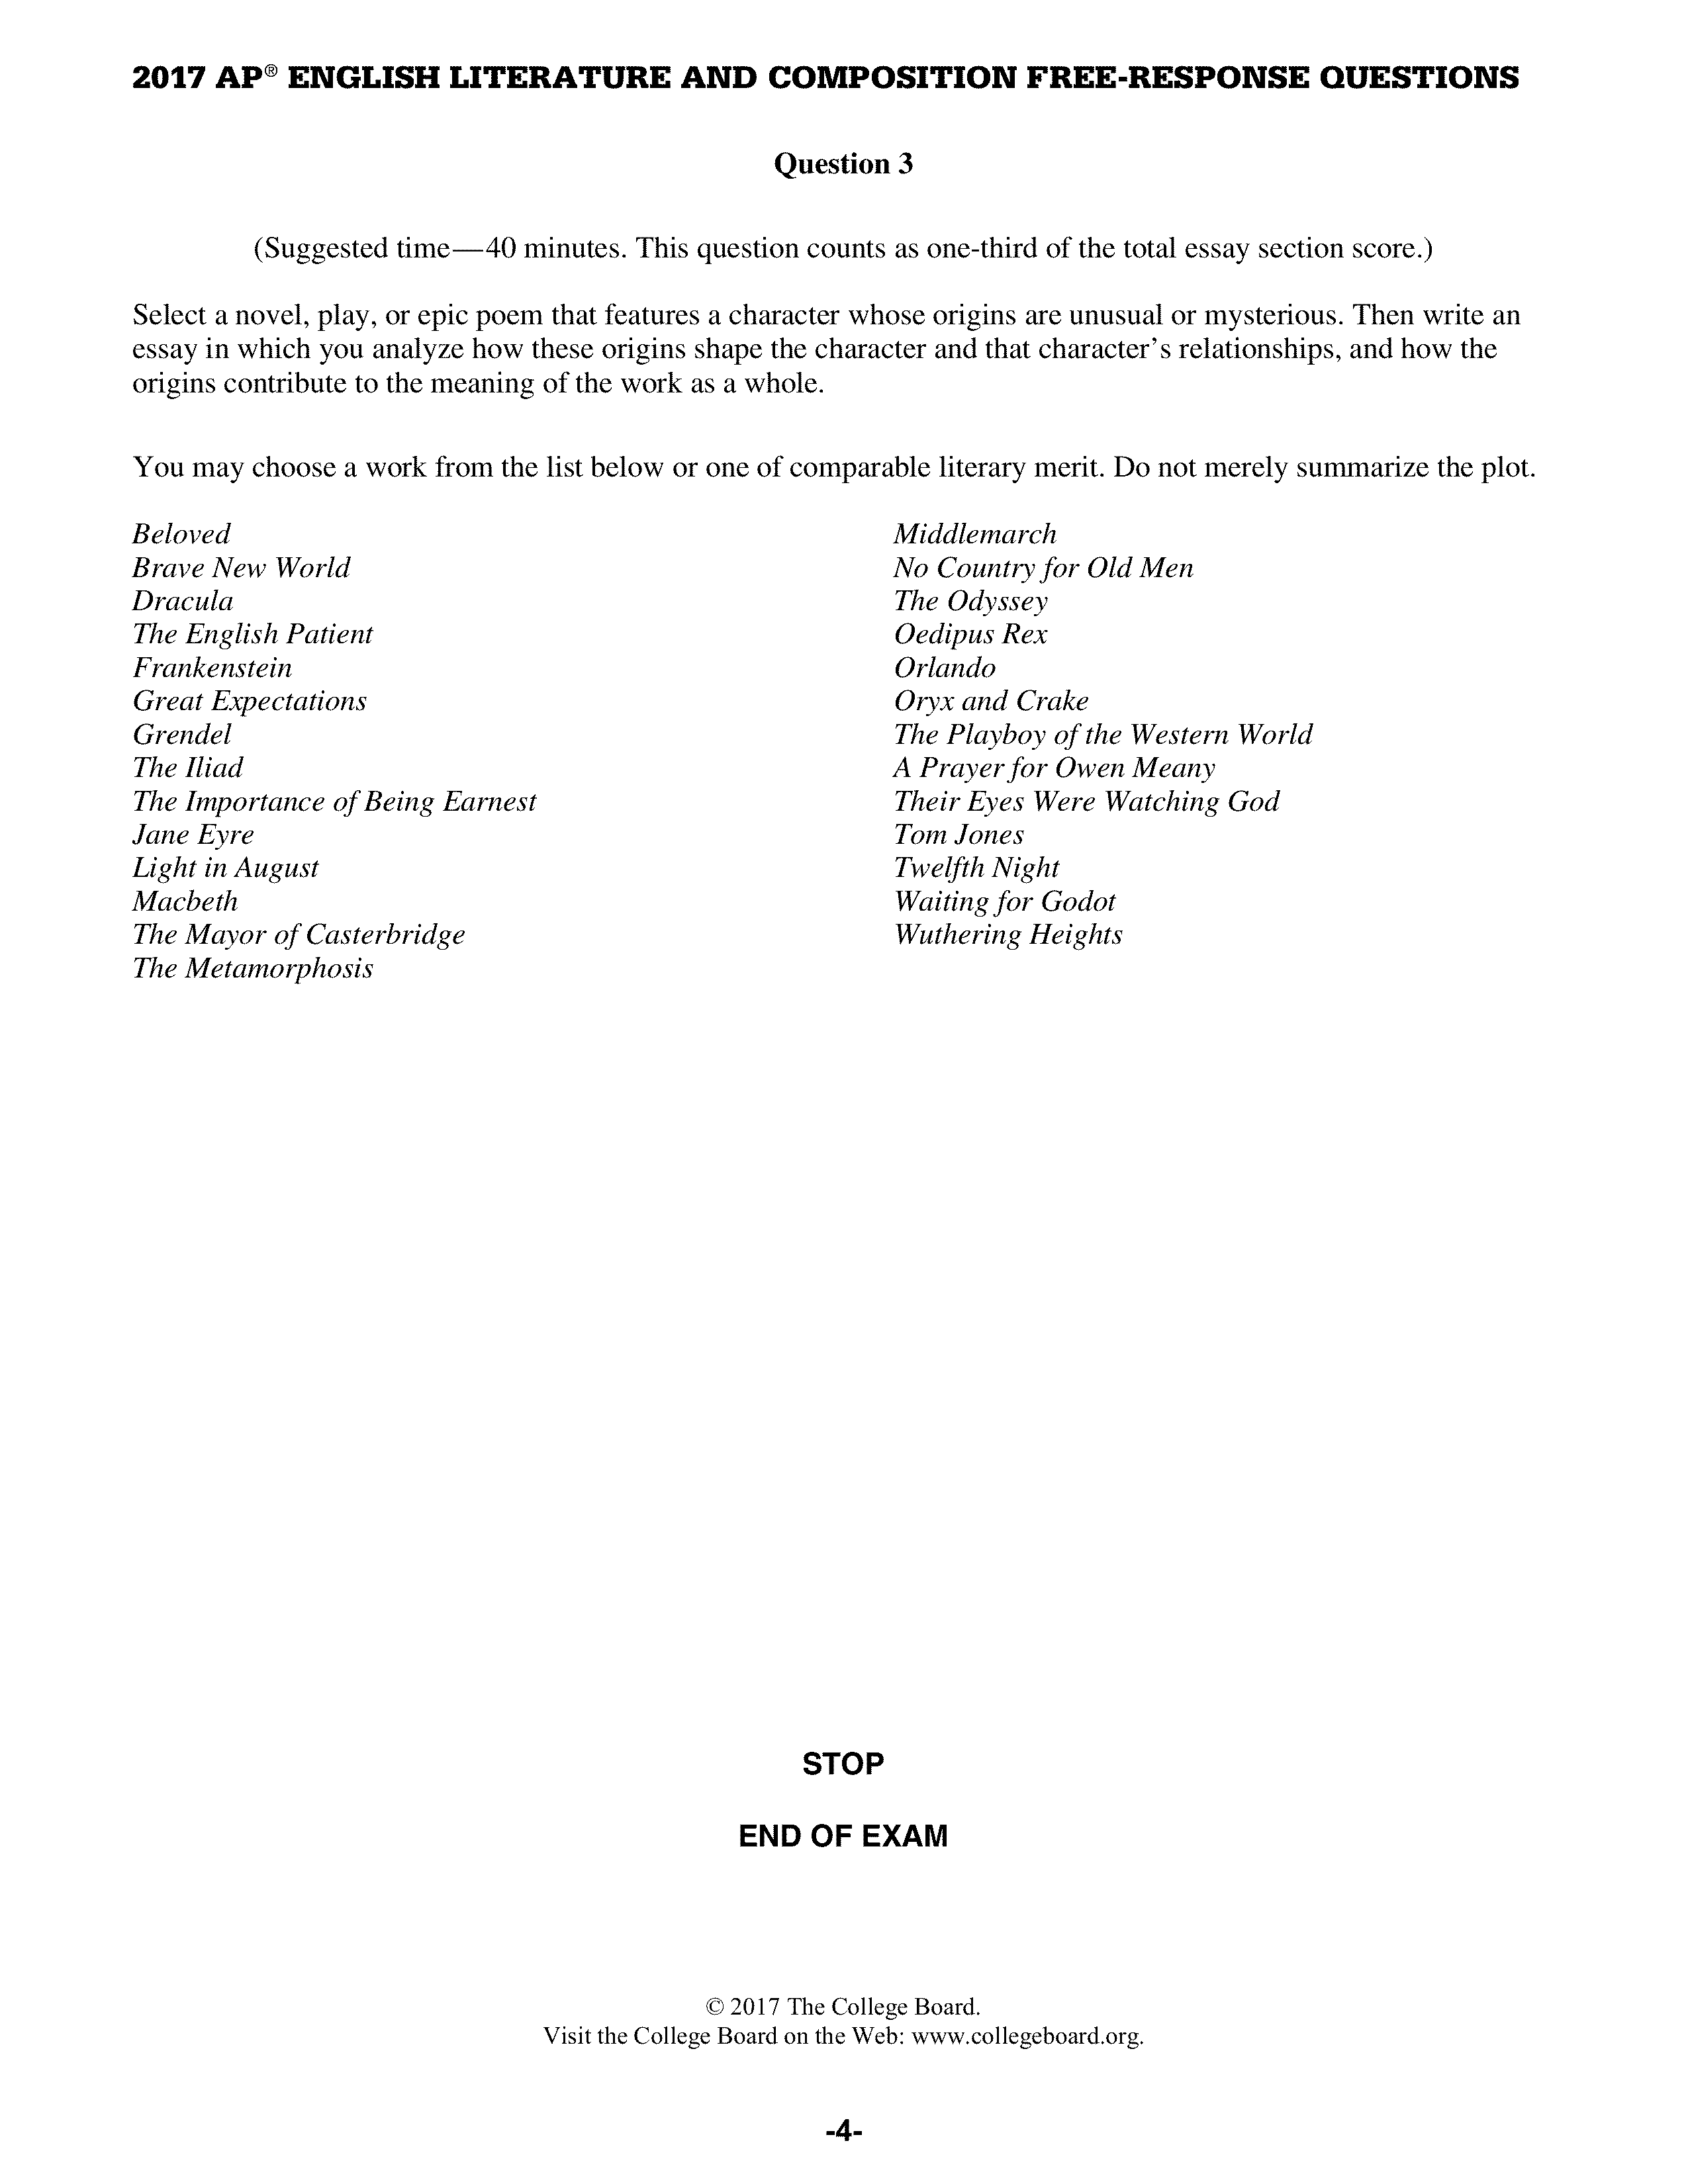 2017 AP® ENGLISH LITERATURE AND COMPOSITION FREE-RESPONSE QUESTIONS
Question 3
(Suggested time—40 minutes. This question counts as one-third of the total essay section score.)
Select a novel, play, or epic poem that features a character whose origins are unusual or mysterious. Then write an
essay in which you analyze how these origins shape the character and that character's relationships, and how the
origins contribute to the meaning of the work as a whole.
You may choose a work from the list below or one of comparable literary merit. Do not merely summarize the plot.
Beloved
Brave New World
Dracula
The English Patient
Frankenstein
Great Expectations
Grendel
The Iliad
The Importance of Being Earnest
Jane Eyre
Light in August
Macbeth
The Mayor of Casterbridge
The Metamorphosis
Middlemarch
No Country for Old Men
The Odyssey
Oedipus Rex
Orlando
Oryx and Crake
The Playboy of the Western World
A Prayer for Owen Meany
Their Eyes Were Watching God
Tom Jones
Twelfth Night
Waiting for Godot
Wuthering Heights
STOP
END OF EXAM
© 2017 The College Board.
Visit the College Board on the Web: www.collegeboard.org.
-4-